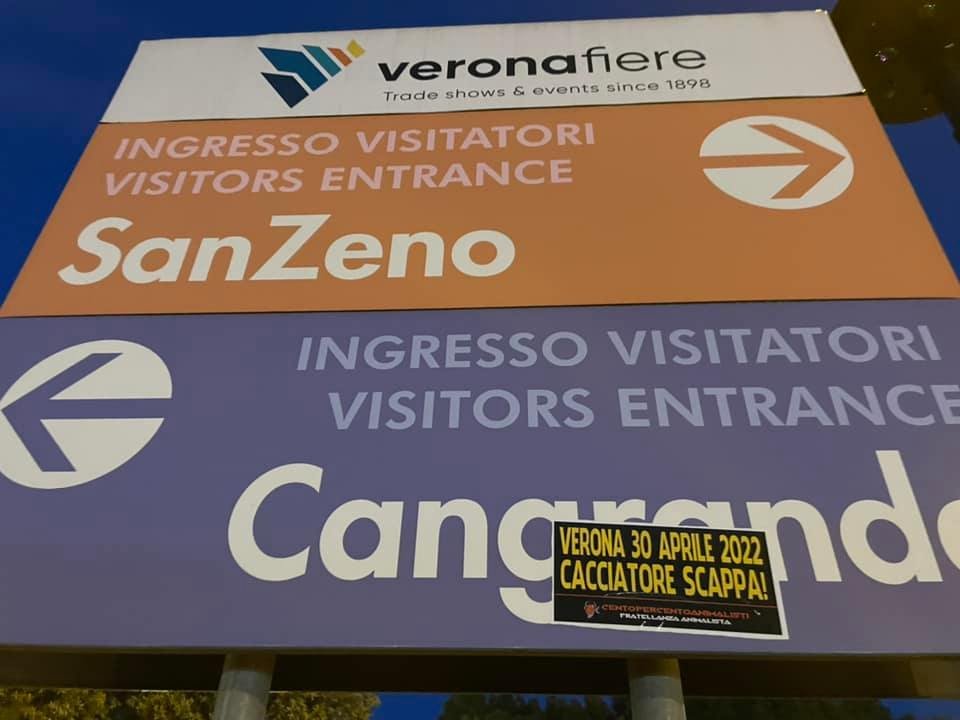 veronafiere
Trade shows & events since 1898
INGRESSO VISITATORI
VISITORS ENTRANCE
SanZeno
INGRESSO VISITATORI
VISITORS ENTRANCE
Cangrande
VERONA 30 APRILE 2022
CACCIATORE SCAPPA!
CENTOPERCENTOANIMALISTI
FRATELLANZA ANIMALISTA